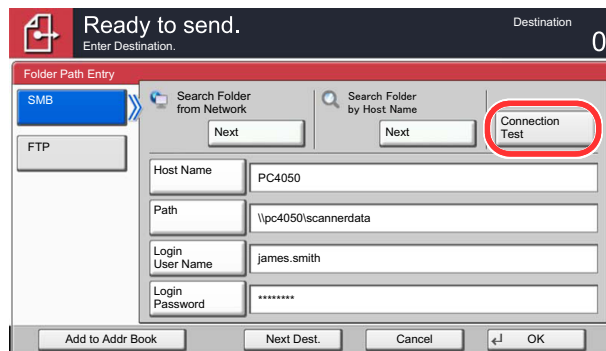 Ready to send.
Enter Destination.
Destination
0
Folder Path Entry
SMB
FTP
Search Folder
from Network
Next
Search Folder
by Host Name
Next
Connection
Test
Host Name
PC4050
Path
\\pc4050\scannerdata
Login
User Name
james.smith
Login
Password
********
Add to Addr Book
Next Dest.
Cancel
OK